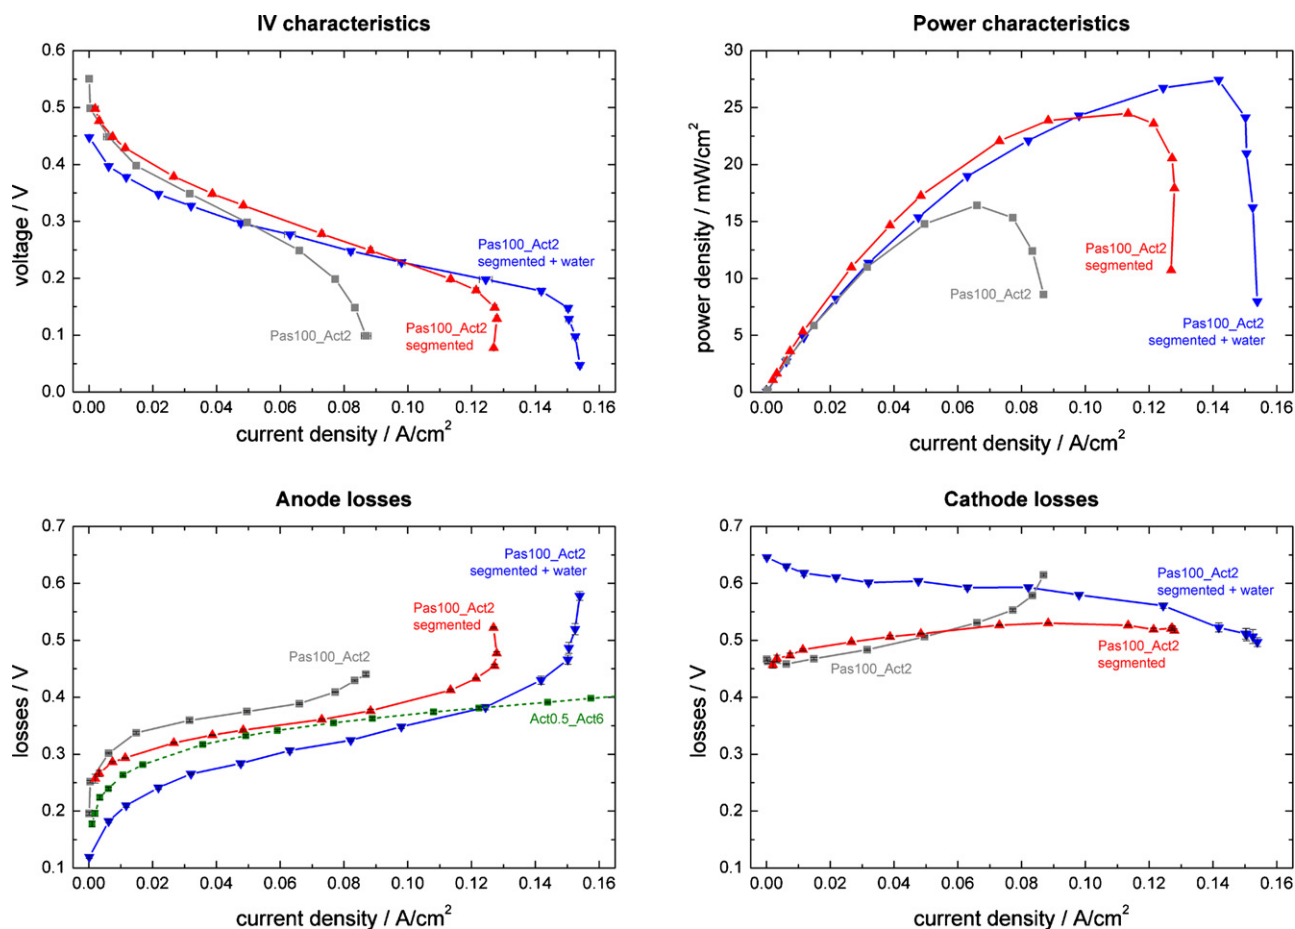 IV characteristics
0.6
0.5
0.4
0.3
0.2
0.1
0.0
voltage / V
Pas100_Act2
segmented + water
Pas100_Act2
Pas100_Act2
segmented
0.00 0.02 0.04 0.06 0.08 0.10 0.12 0.14 0.16
current density / A/cm²
Power characteristics
30
25
20
15
10
5
0
power density / mW/cm²
Pas100_Act2
segmented
Pas100_Act2
Pas100_Act2
segmented + water
0.00 0.02 0.04 0.06 0.08 0.10 0.12 0.14 0.16
current density / A/cm²
Anode losses
0.7
0.6
0.5
0.4
0.3
0.2
0.1
losses / V
Pas100_Act2
segmented + water
Pas100_Act2
segmented
Pas100_Act2
Act0.5_Act6
0.00 0.02 0.04 0.06 0.08 0.10 0.12 0.14 0.16
current density / A/cm²
Cathode losses
0.7
0.6
0.5
0.4
0.3
0.2
0.1
losses / V
Pas100_Act2
segmented + water
Pas100_Act2
Pas100_Act2
segmented
0.00 0.02 0.04 0.06 0.08 0.10 0.12 0.14 0.16
current density / A/cm²